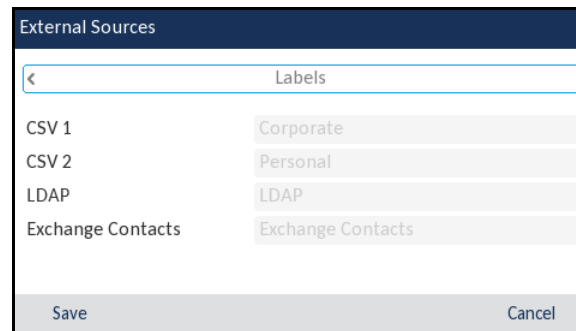 External Sources
Labels
CSV 1 Corporate
CSV 2 Personal
LDAP LDAP
Exchange Contacts Exchange Contacts
Save Cancel